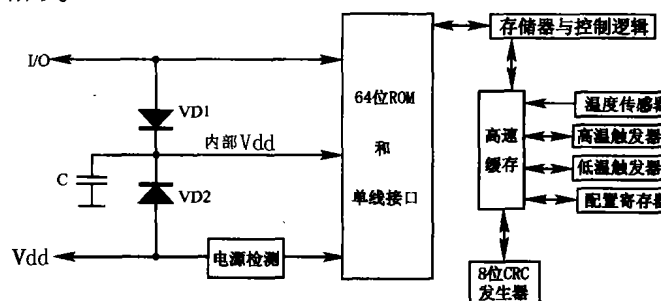 存储器与控制逻辑
I/O
64位ROM
和
单线接口
VD1
内部Vdd
C
VD2
Vdd
电源检测
高速
缓存
温度传感器
高温触发器
低温触发器
配置寄存器
8位CRC
发生器